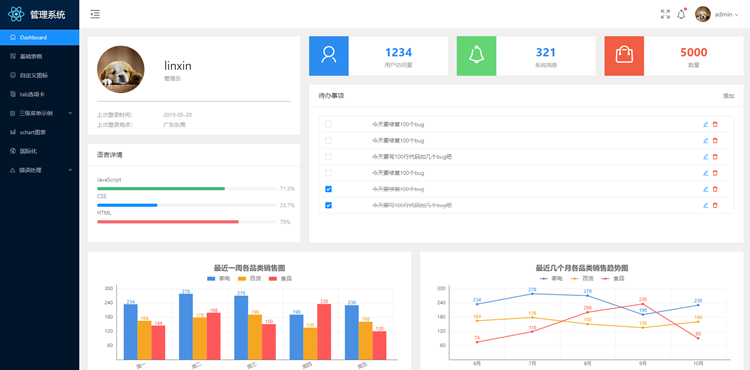 管理系统
admin
Dashboard
基础表格
自定义图标
tab选项卡
三级菜单示例
schart图表
国际化
错误处理
linxin
管理员
上次登录时间： 2019-05-20
上次登录地点： 广东东莞
语言详情
JavaScript
71.3%
CSS
33.7%
HTML
79%
1234
用户访问量
321
系统消息
5000
数量
待办事项 添加
今天要修复100个bug
今天要修复100个bug
今天要写100行代码加几个bug吧
今天要修复100个bug
今天要修复100个bug
今天要写100行代码加几个bug吧
最近一周各品类销售图
家电 百货 食品
300
240
180
120
60
234 278 270 190 230
164 178 190 135 160
144 190 150 235 120
周一 周二 周三 周四 周五
最近几个月各品类销售趋势图
家电 百货 食品
300
240
180
120
60
234 278 270 190 230
164 178 150 135 160
74 118 200 235 90
6月 7月 8月 9月 10月